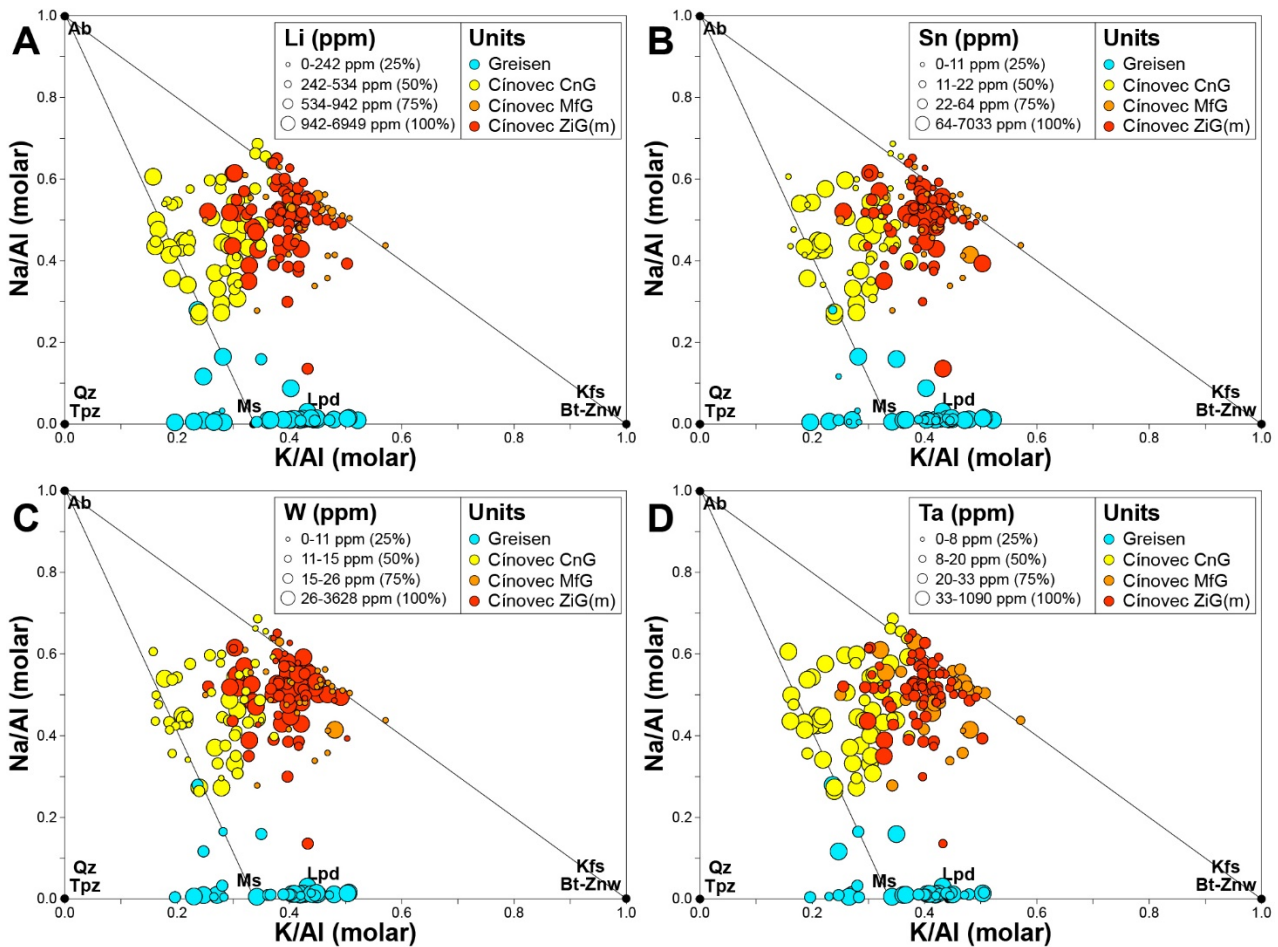 A
Li (ppm)
0-242 ppm (25%)
242-534 ppm (50%)
534-942 ppm (75%)
942-6949 ppm (100%)
Units
Greisen
Cínovec CnG
Cínovec MfG
Cínovec ZiG(m)
Na/Al (molar)
1.0
0.8
0.6
0.4
0.2
0.0
Ab
Qz
Tpz
Ms
Lpd
Kfs
Bt-Znw
0.0 0.2 0.4 0.6 0.8 1.0
K/Al (molar)
B
Sn (ppm)
0-11 ppm (25%)
11-22 ppm (50%)
22-64 ppm (75%)
64-7033 ppm (100%)
Units
Greisen
Cínovec CnG
Cínovec MfG
Cínovec ZiG(m)
Na/Al (molar)
1.0
0.8
0.6
0.4
0.2
0.0
Ab
Qz
Tpz
Ms
Lpd
Kfs
Bt-Znw
0.0 0.2 0.4 0.6 0.8 1.0
K/Al (molar)
C
W (ppm)
0-11 ppm (25%)
11-15 ppm (50%)
15-26 ppm (75%)
26-3628 ppm (100%)
Units
Greisen
Cínovec CnG
Cínovec MfG
Cínovec ZiG(m)
Na/Al (molar)
1.0
0.8
0.6
0.4
0.2
0.0
Ab
Qz
Tpz
Ms
Lpd
Kfs
Bt-Znw
0.0 0.2 0.4 0.6 0.8 1.0
K/Al (molar)
D
Ta (ppm)
0-8 ppm (25%)
8-20 ppm (50%)
20-33 ppm (75%)
33-1090 ppm (100%)
Units
Greisen
Cínovec CnG
Cínovec MfG
Cínovec ZiG(m)
Na/Al (molar)
1.0
0.8
0.6
0.4
0.2
0.0
Ab
Qz
Tpz
Ms
Lpd
Kfs
Bt-Znw
0.0 0.2 0.4 0.6 0.8 1.0
K/Al (molar)